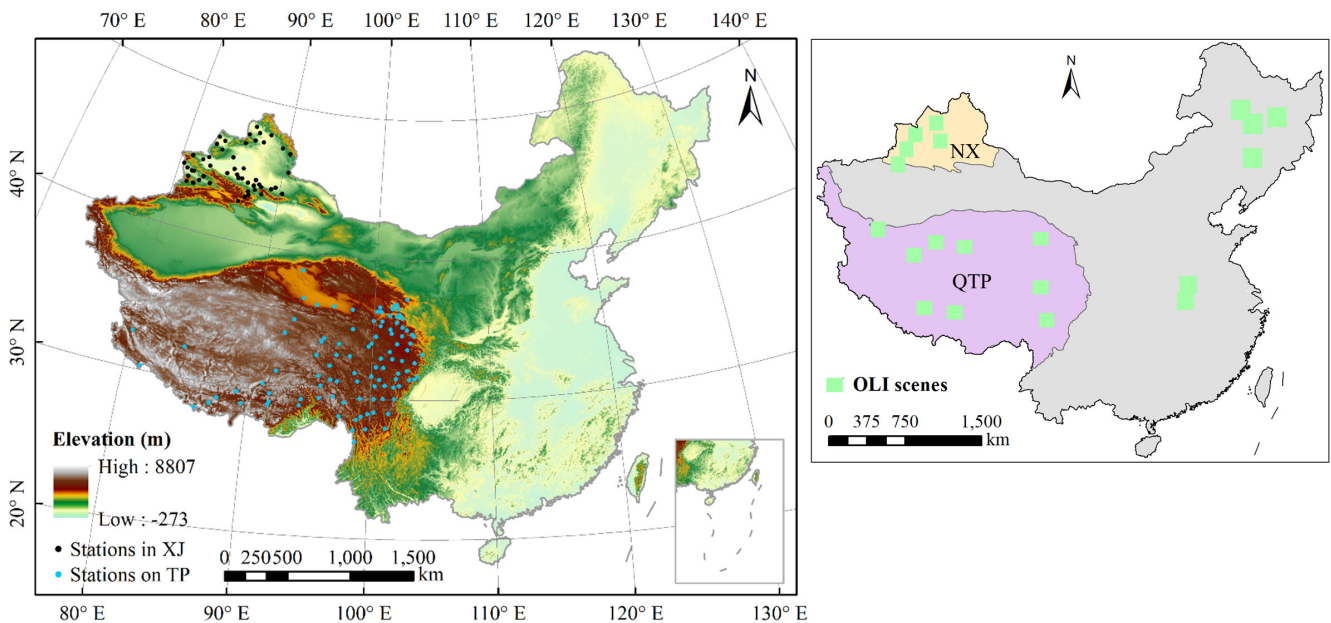 70° E 80° E 90° E 100° E 110° E 120° E 130° E 140° E
N
40° N
30° N
20° N
Elevation (m)
High : 8807
Low : -273
Stations in XJ
Stations on TP
0 250 500 1,000 1,500
km
80° E 90° E 100° E 110° E 120° E 130° E
N
NX
QTP
OLI scenes
0 375 750 1,500
km